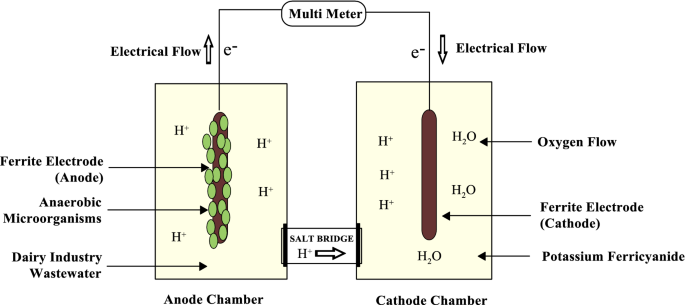 Multi Meter
Electrical Flow
e-
e-
Electrical Flow
H+
H+
H+
H+
Ferrite Electrode
(Anode)
Anaerobic
Microorganisms
Dairy Industry
Wastewater
SALT BRIDGE
H+
H+
H+
H+
H2O
H2O
H2O
Oxygen Flow
Ferrite Electrode
(Cathode)
Potassium Ferricyanide
Anode Chamber
Cathode Chamber